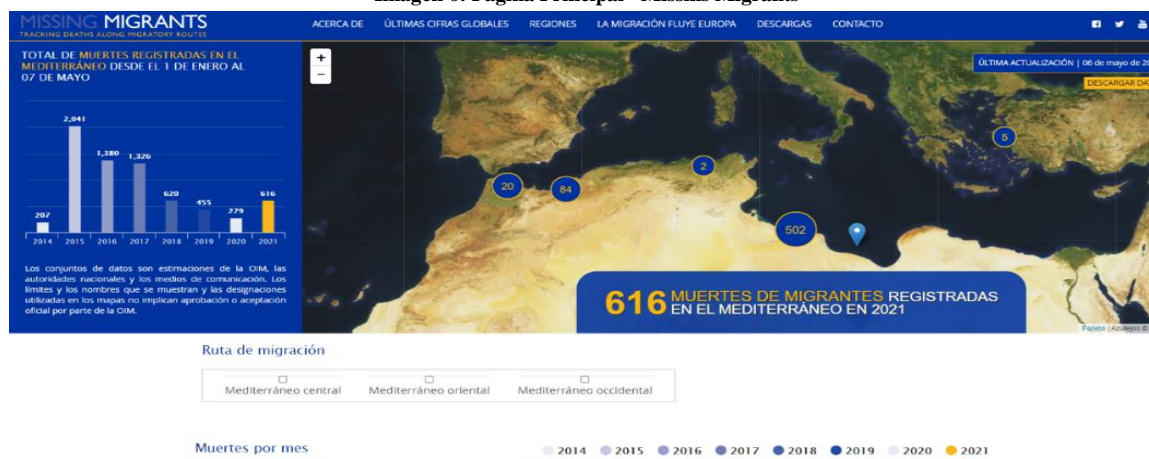 MISSING MIGRANTS
TRACKING DEATHS ALONG MIGRATORY ROUTES
ACERCA DE ÚLTIMAS CIFRAS GLOBALES REGIONES LA MIGRACIÓN FLUYE EUROPA DESCARGAS CONTACTO
TOTAL DE MUERTES REGISTRADAS EN EL
MEDITERRÁNEO DESDE EL 1 DE ENERO AL
07 DE MAYO
2,041
1,380
1,326
620
455
616
279
207
2014 2015 2016 2017 2018 2019 2020 2021
Los conjuntos de datos son estimaciones de la OIM, las
autoridades nacionales y los medios de comunicación. Los
límites y los nombres que se muestran y las designaciones
utilizadas en los mapas no implican aprobación o aceptación
oficial por parte de la OIM.
+
−
ÚLTIMA ACTUALIZACIÓN | 06 de mayo de 20
DESCARGAR DAT
5
2
20
84
502
616 MUERTES DE MIGRANTES REGISTRADAS
EN EL MEDITERRÁNEO EN 2021
Ruta de migración
Mediterráneo central Mediterráneo oriental Mediterráneo occidental
Muertes por mes
2014 2015 2016 2017 2018 2019 2020 2021